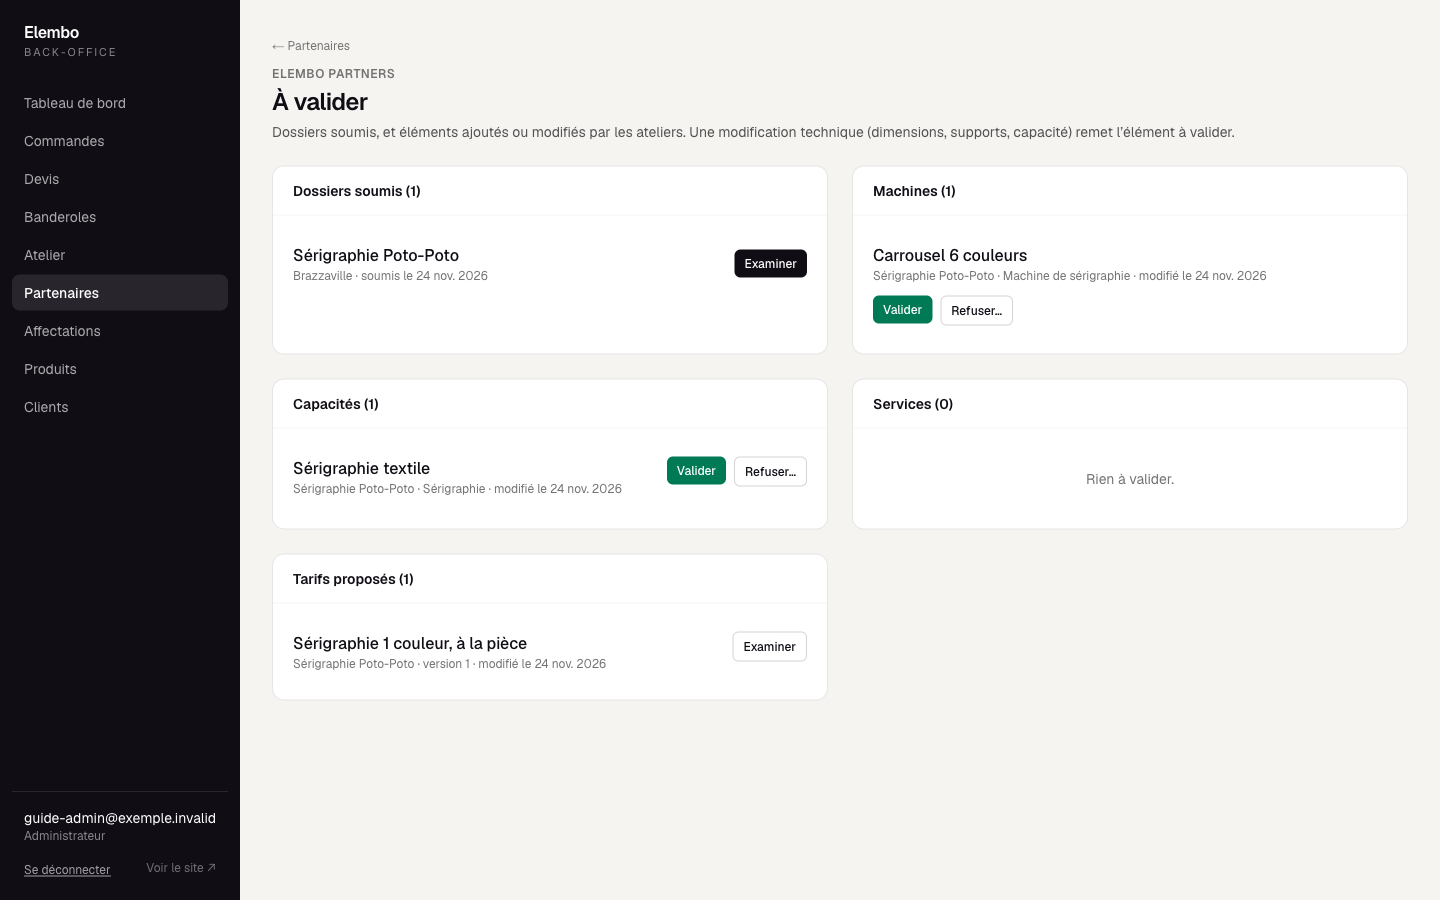 Elembo
BACK-OFFICE
Tableau de bord
Commandes
Devis
Banderoles
Atelier
Partenaires
Affectations
Produits
Clients
guide-admin@exemple.invalid
Administrateur
Se déconnecter
Voir le site ↗
← Partenaires
ELEMBO PARTNERS
À valider
Dossiers soumis, et éléments ajoutés ou modifiés par les ateliers. Une modification technique (dimensions, supports, capacité) remet l'élément à valider.
Dossiers soumis (1)
Sérigraphie Poto-Poto
Brazzaville · soumis le 24 nov. 2026
Examiner
Machines (1)
Carrousel 6 couleurs
Sérigraphie Poto-Poto · Machine de sérigraphie · modifié le 24 nov. 2026
Valider
Refuser…
Capacités (1)
Sérigraphie textile
Sérigraphie Poto-Poto · Sérigraphie · modifié le 24 nov. 2026
Valider
Refuser…
Services (0)
Rien à valider.
Tarifs proposés (1)
Sérigraphie 1 couleur, à la pièce
Sérigraphie Poto-Poto · version 1 · modifié le 24 nov. 2026
Examiner